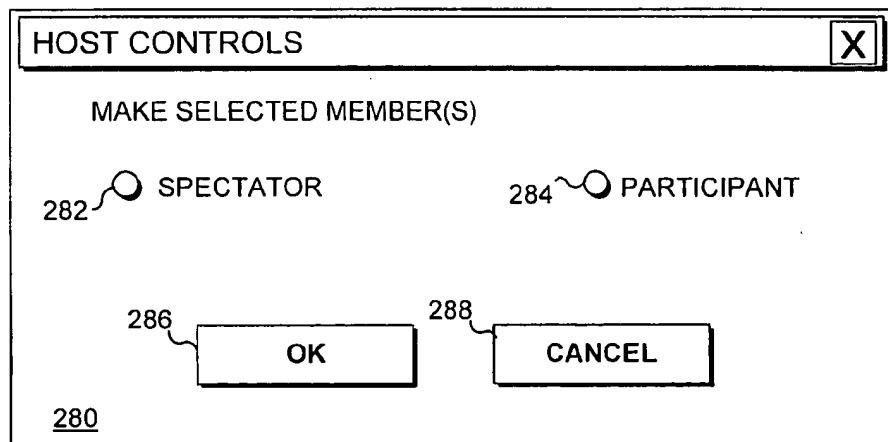 HOST CONTROLS X
MAKE SELECTED MEMBER(S)
282 SPECTATOR 284 PARTICIPANT
286 OK 288 CANCEL
280